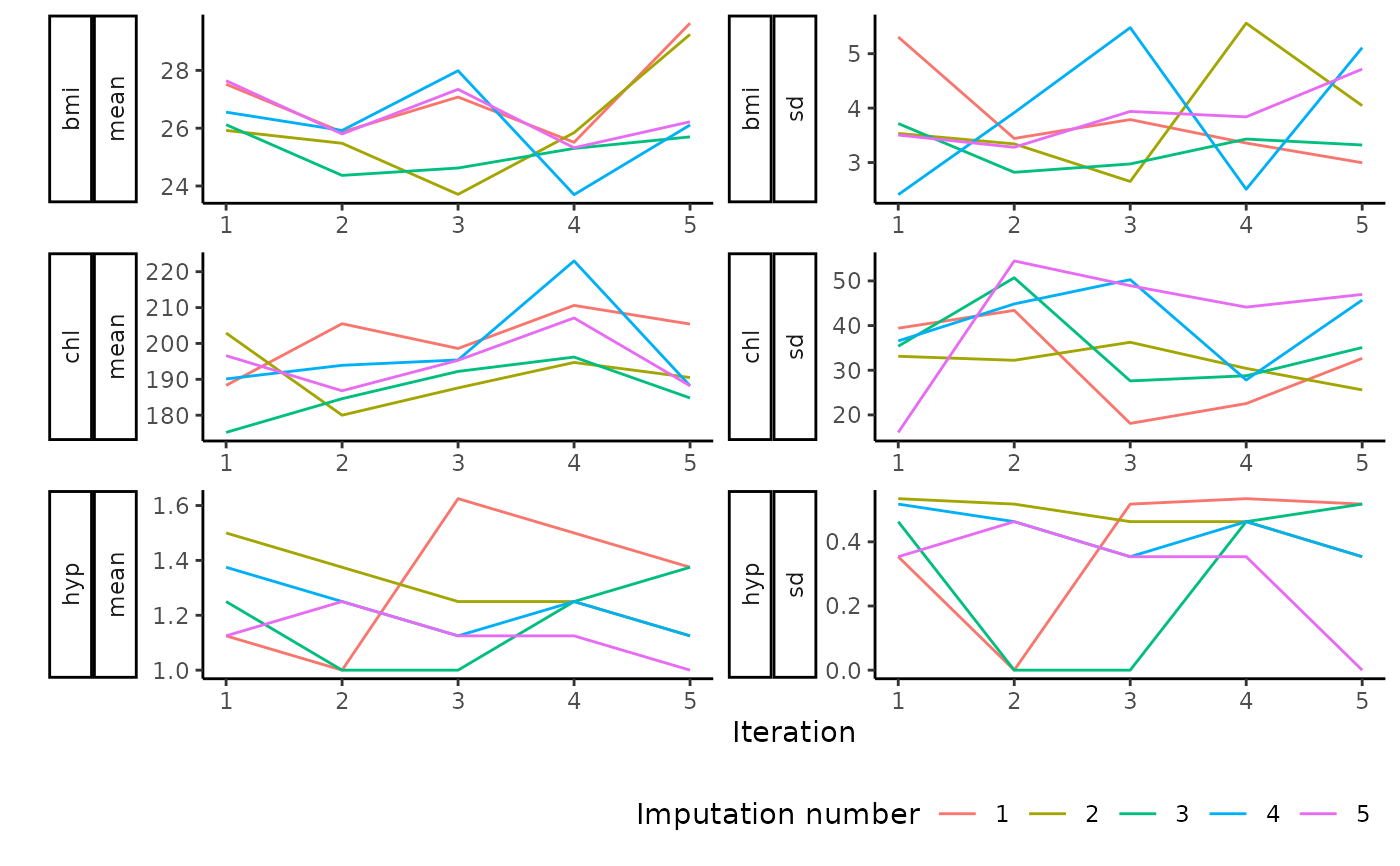 bmi mean
28
26
24
1 2 3 4 5
bmi sd
5
4
3
1 2 3 4 5
chl mean
220
210
200
190
180
1 2 3 4 5
chl sd
50
40
30
20
1 2 3 4 5
hyp mean
1.6
1.4
1.2
1.0
1 2 3 4 5
hyp sd
0.4
0.2
0.0
1 2 3 4 5
Iteration
Imputation number 1 2 3 4 5